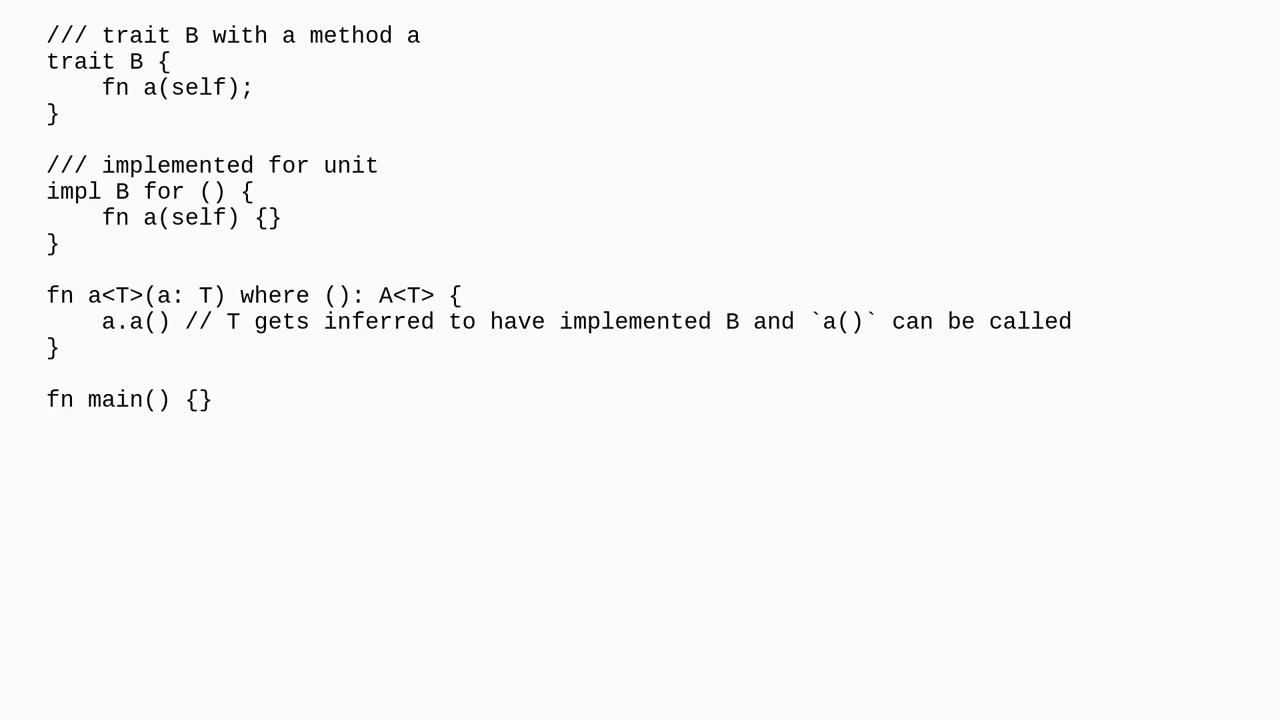 /// trait B with a method a
trait B {
    fn a(self);
}

/// implemented for unit
impl B for () {
    fn a(self) {}
}

fn a<T>(a: T) where (): A<T> {
    a.a() // T gets inferred to have implemented B and `a()` can be called
}

fn main() {}